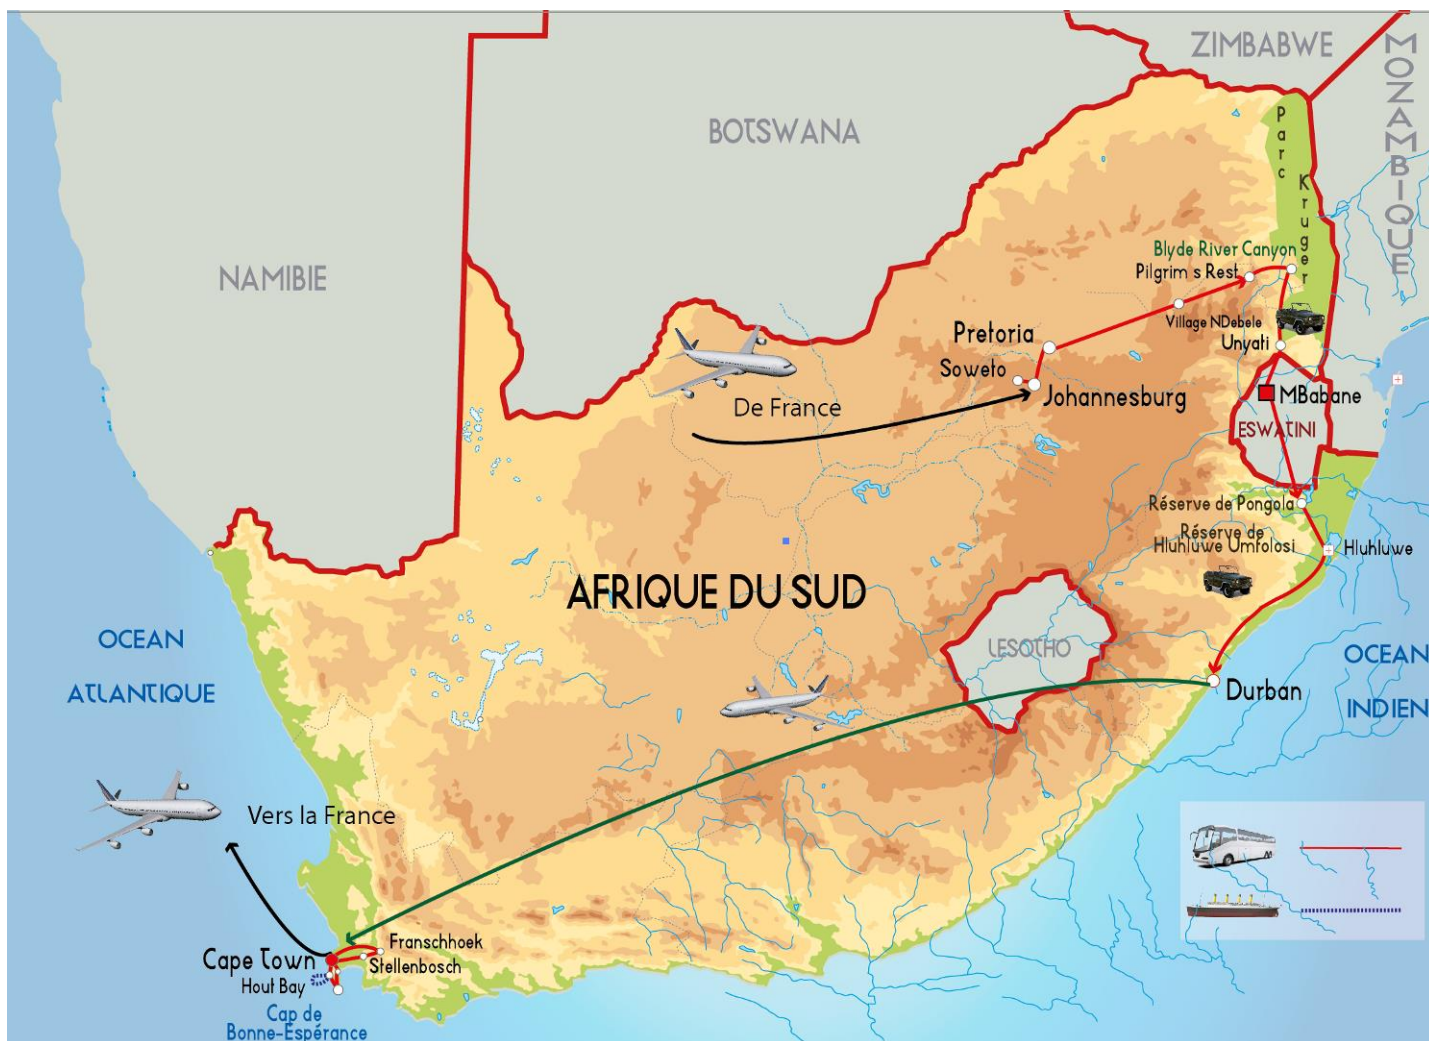 ZIMBABWE
MOZAMBIQUE
BOTSWANA
NAMIBIE
Parc
Kruger
Blyde River Canyon
Pilgrim s Rest
Village NDebele
Unyati
Pretoria
Soweto
Johannesburg
De France
MBabane
ESWATINI
Réserve de Pongola
Réserve de
Hluhluwe Umfolosi
Hluhluwe
AFRIQUE DU SUD
LESOTHO
OCEAN
ATLANTIQUE
OCEAN
INDIEN
Durban
Vers la France
Franschhoek
Cape Town
Stellenbosch
Hout Bay
Cap de
Bonne-Espérance